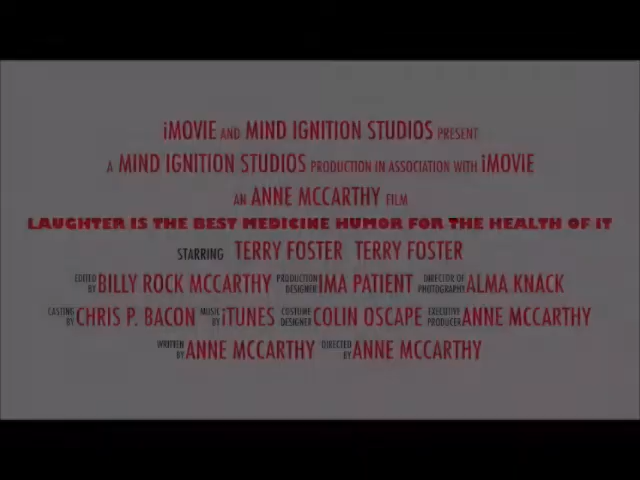 iMOVIE AND MIND IGNITION STUDIOS PRESENT
A MIND IGNITION STUDIOS PRODUCTION IN ASSOCIATION WITH iMOVIE
AN ANNE MCCARTHY FILM
LAUGHTER IS THE BEST MEDICINE HUMOR FOR THE HEALTH OF IT
STARRING TERRY FOSTER TERRY FOSTER
EDITED BY BILLY ROCK MCCARTHY PRODUCTION DESIGNER IMA PATIENT DIRECTOR OF PHOTOGRAPHY ALMA KNACK
CASTING BY CHRIS P. BACON MUSIC BY iTUNES COSTUME DESIGNER COLIN OSCAPE EXECUTIVE PRODUCER ANNE MCCARTHY
WRITTEN BY ANNE MCCARTHY DIRECTED BY ANNE MCCARTHY